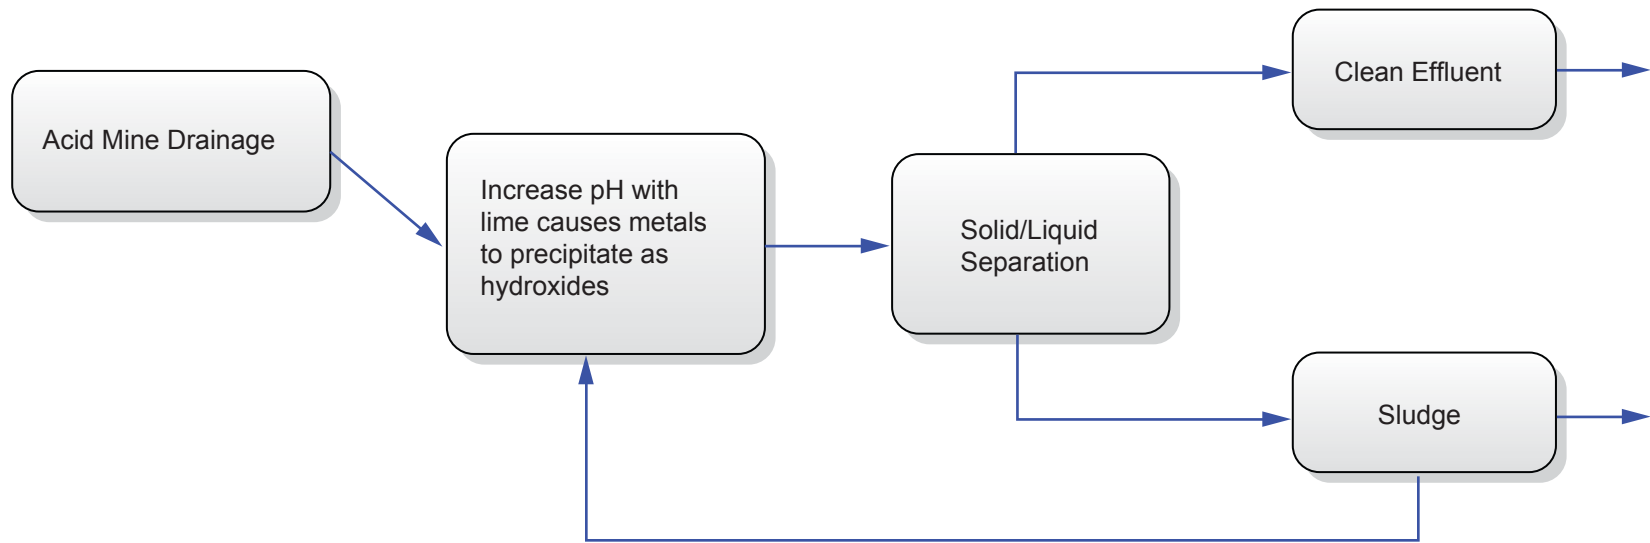 Acid Mine Drainage
Increase pH with
lime causes metals
to precipitate as
hydroxides
Solid/Liquid
Separation
Clean Effluent
Sludge